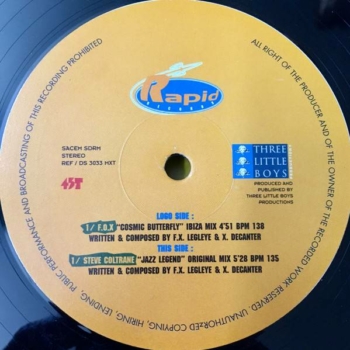 ALL RIGHT OF THE PRODUCER AND OF THE OWNER OF THE RECORDED WORK RESERVED. UNAUTHORIZED COPYING, HIRING, LENDING, PUBLIC PERFORMANCE AND BROADCASTING OF THIS RECORDING PROHIBITED
Rapid
RECORDS
SACEM SDRM
STEREO
REF / DS 3033 MXT
45T
THREE
LITTLE
BOYS
PRODUCED AND
PUBLISHED BY
THREE LITTLE BOYS
PRODUCTIONS
LOGO SIDE :
1/ F.O.X "COSMIC BUTTERFLY" IBIZA MIX 4'51 BPM 138
WRITTEN & COMPOSED BY F.X. LEGLEYE & X. DECANTER
THIS SIDE :
1/ STEVE COLTRANE "JAZZ LEGEND" ORIGINAL MIX 5'28 BPM 135
WRITTEN & COMPOSED BY F.X. LEGLEYE & X. DECANTER